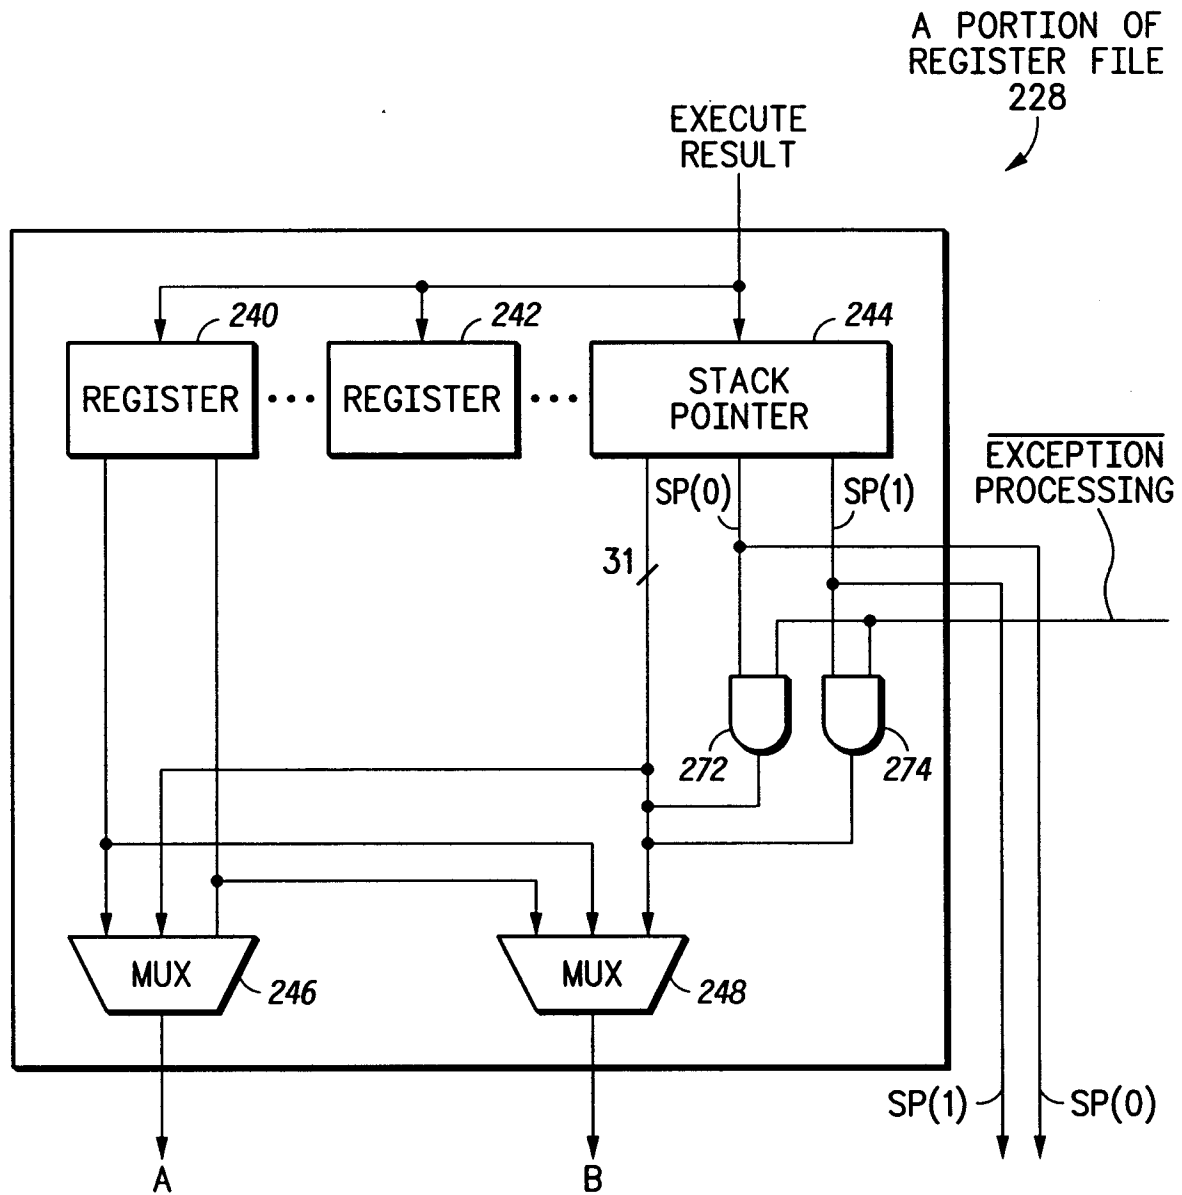 A PORTION OF
REGISTER FILE
228
EXECUTE
RESULT
240
242
244
REGISTER
REGISTER
STACK
POINTER
EXCEPTION
PROCESSING
SP(0)
SP(1)
31
272
274
MUX
246
MUX
248
SP(1)
SP(0)
A
B